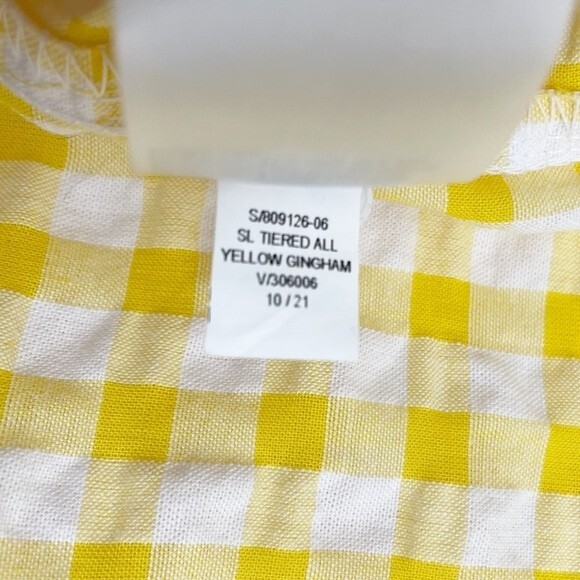 S/809126-06
SL TIERED ALL
YELLOW GINGHAM
V/306006
10 / 21